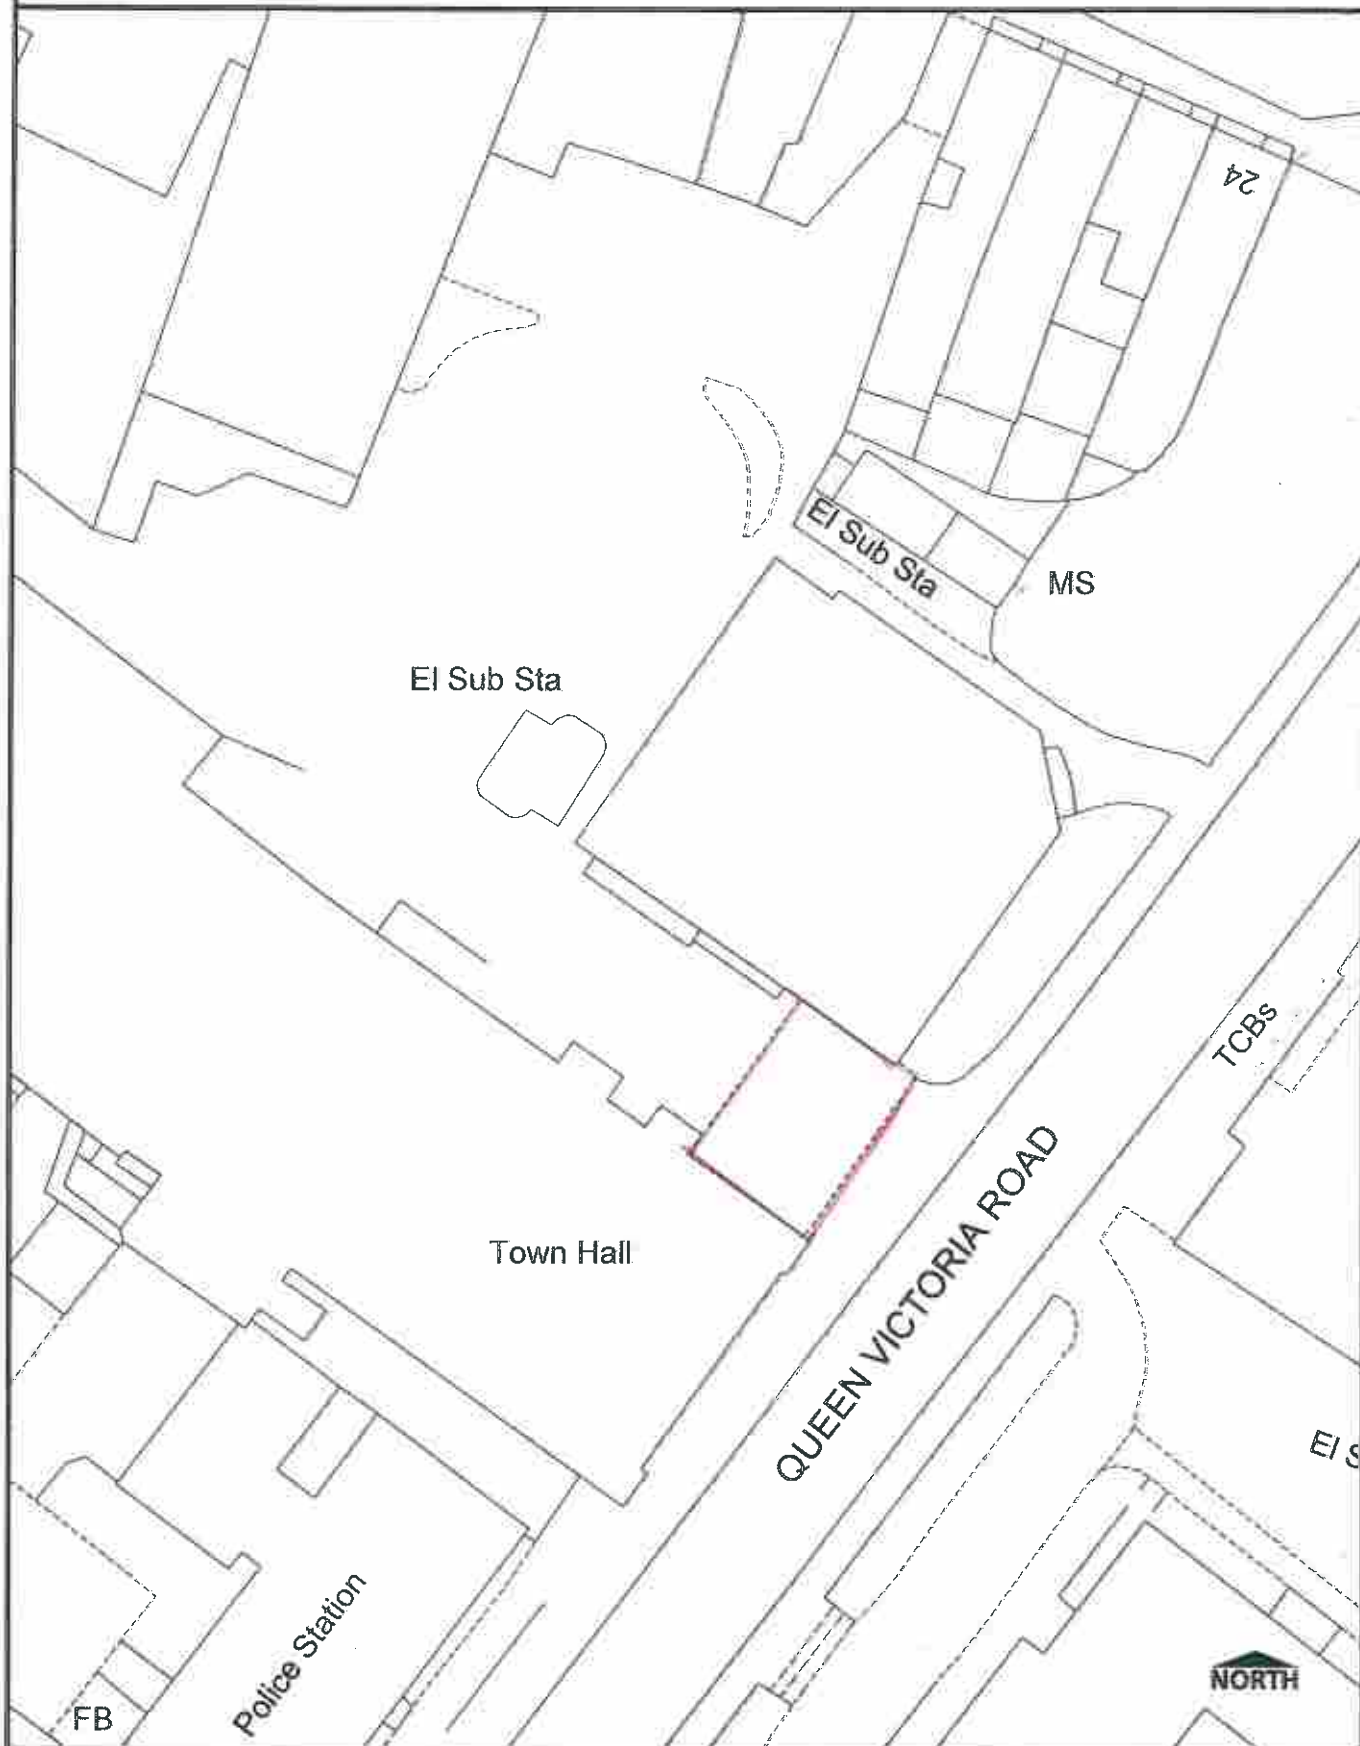 24
El Sub Sta
MS
El Sub Sta
TCBs
Town Hall
QUEEN VICTORIA ROAD
El S
Police Station
NORTH
FB